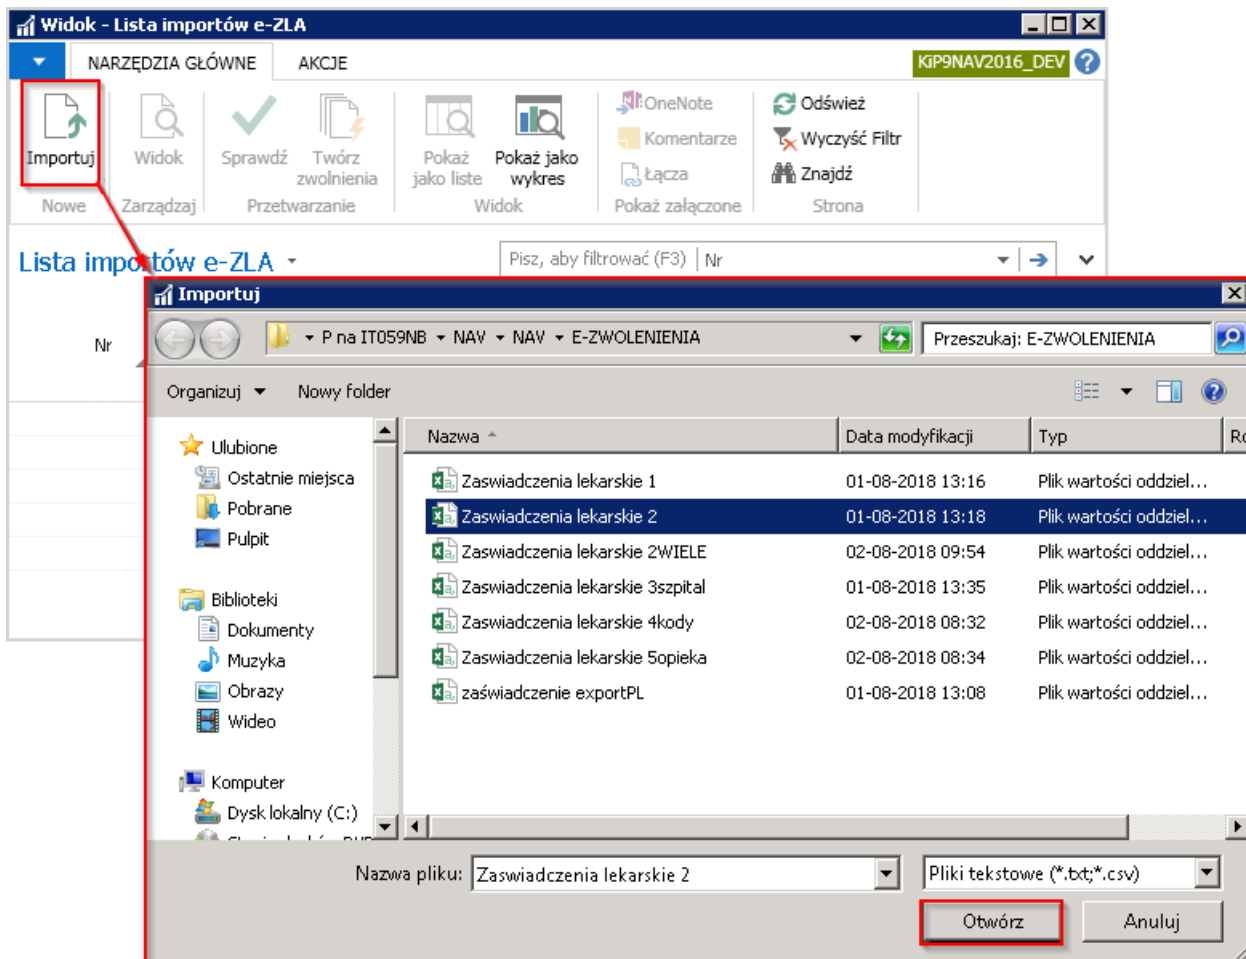 Widok - Lista importów e-ZLA
NARZĘDZIA GŁÓWNE AKCJE KiP9NAV2016_DEV
Importuj Widok Sprawdź Twórz zwolnienia Pokaż jako liste Pokaż jako wykres
OneNote
Komentarze
Łącza
Odśwież
Wyczyść Filtr
Znajdź
Nowe Zarządzaj Przetwarzanie Widok Pokaż załączone Strona
Lista importów e-ZLA Pisz, aby filtrować (F3) Nr
Nr
Importuj
P na IT059NB NAV NAV E-ZWOLENIENIA Przeszukaj: E-ZWOLENIENIA
Organizuj Nowy folder
Ulubione
Ostatnie miejsca
Pobrane
Pulpit
Biblioteki
Dokumenty
Muzyka
Obrazy
Wideo
Komputer
Dysk lokalny (C:)
Nazwa Data modyfikacji Typ
Zaswiadczenia lekarskie 1 01-08-2018 13:16 Plik wartości oddziel...
Zaswiadczenia lekarskie 2 01-08-2018 13:18 Plik wartości oddziel...
Zaswiadczenia lekarskie 2WIELE 02-08-2018 09:54 Plik wartości oddziel...
Zaswiadczenia lekarskie 3szpital 01-08-2018 13:35 Plik wartości oddziel...
Zaswiadczenia lekarskie 4kody 02-08-2018 08:32 Plik wartości oddziel...
Zaswiadczenia lekarskie 5opieka 02-08-2018 08:34 Plik wartości oddziel...
zaświadczenie exportPL 01-08-2018 13:08 Plik wartości oddziel...
Nazwa pliku: Zaswiadczenia lekarskie 2 Pliki tekstowe (*.txt;*.csv)
Otwórz Anuluj